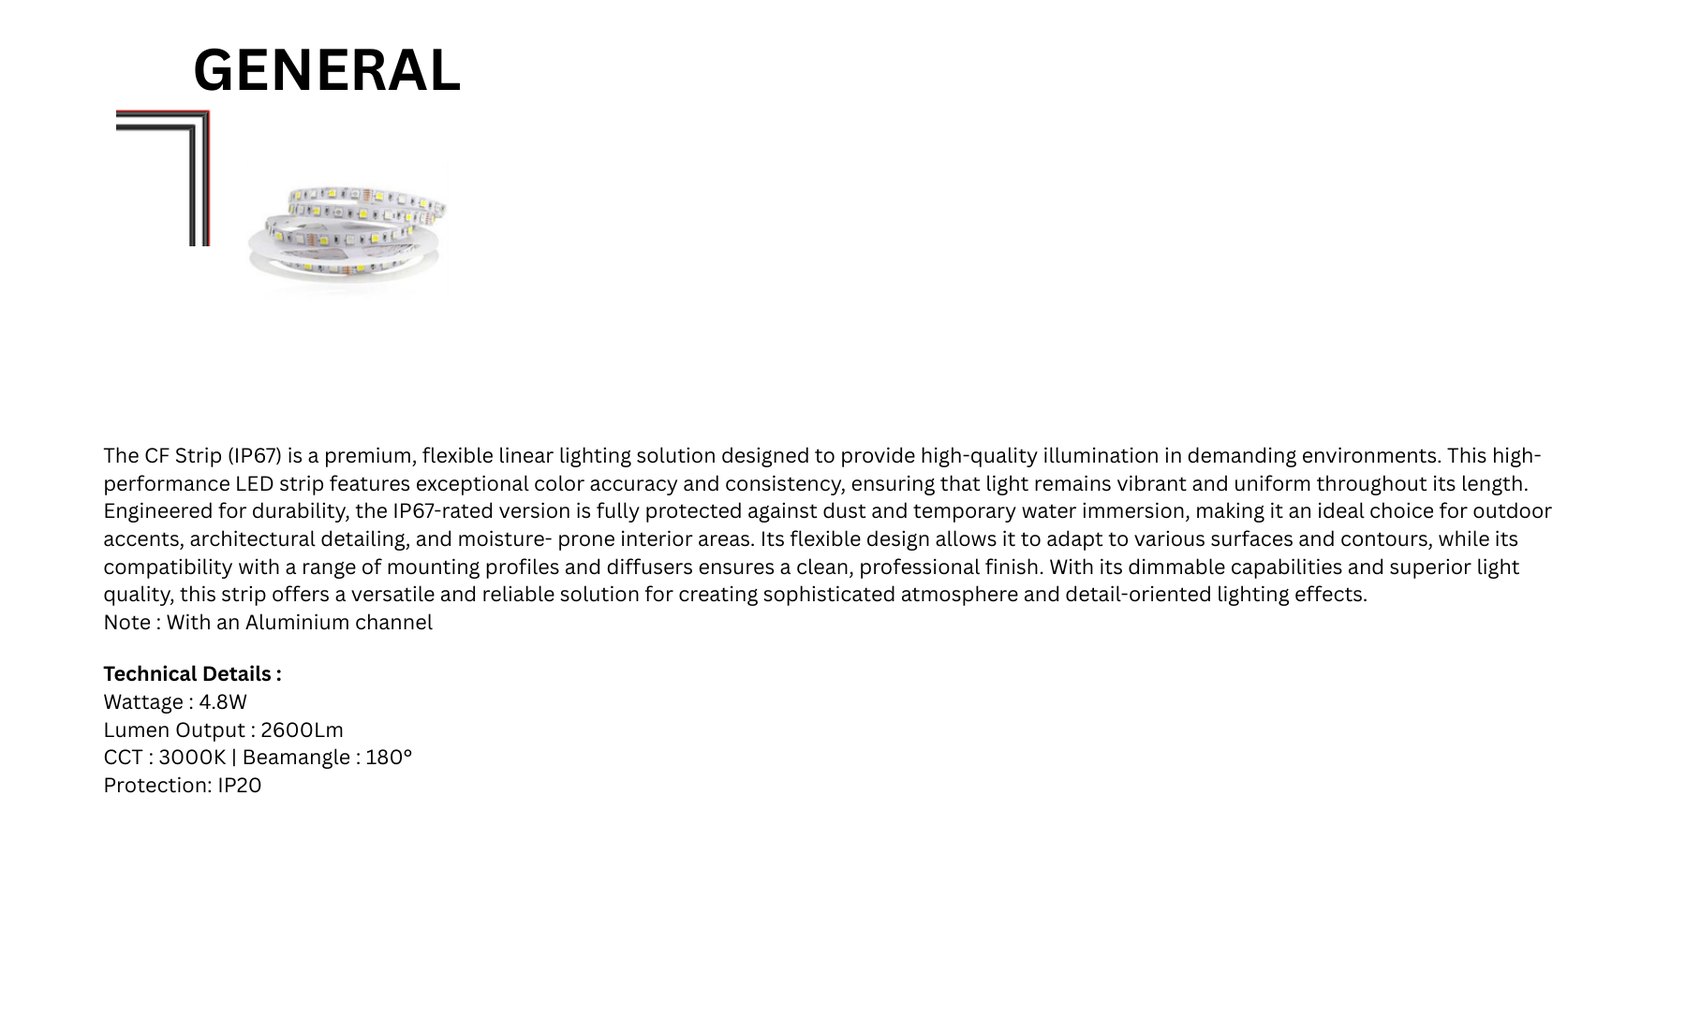 GENERAL
The CF Strip (IP67) is a premium, flexible linear lighting solution designed to provide high-quality illumination in demanding environments. This high-
performance LED strip features exceptional color accuracy and consistency, ensuring that light remains vibrant and uniform throughout its length.
Engineered for durability, the IP67-rated version is fully protected against dust and temporary water immersion, making it an ideal choice for outdoor
accents, architectural detailing, and moisture- prone interior areas. Its flexible design allows it to adapt to various surfaces and contours, while its
compatibility with a range of mounting profiles and diffusers ensures a clean, professional finish. With its dimmable capabilities and superior light
quality, this strip offers a versatile and reliable solution for creating sophisticated atmosphere and detail-oriented lighting effects.
Note : With an Aluminium channel
Technical Details :
Wattage : 4.8W
Lumen Output : 2600Lm
CCT : 3000K | Beamangle : 180°
Protection: IP20